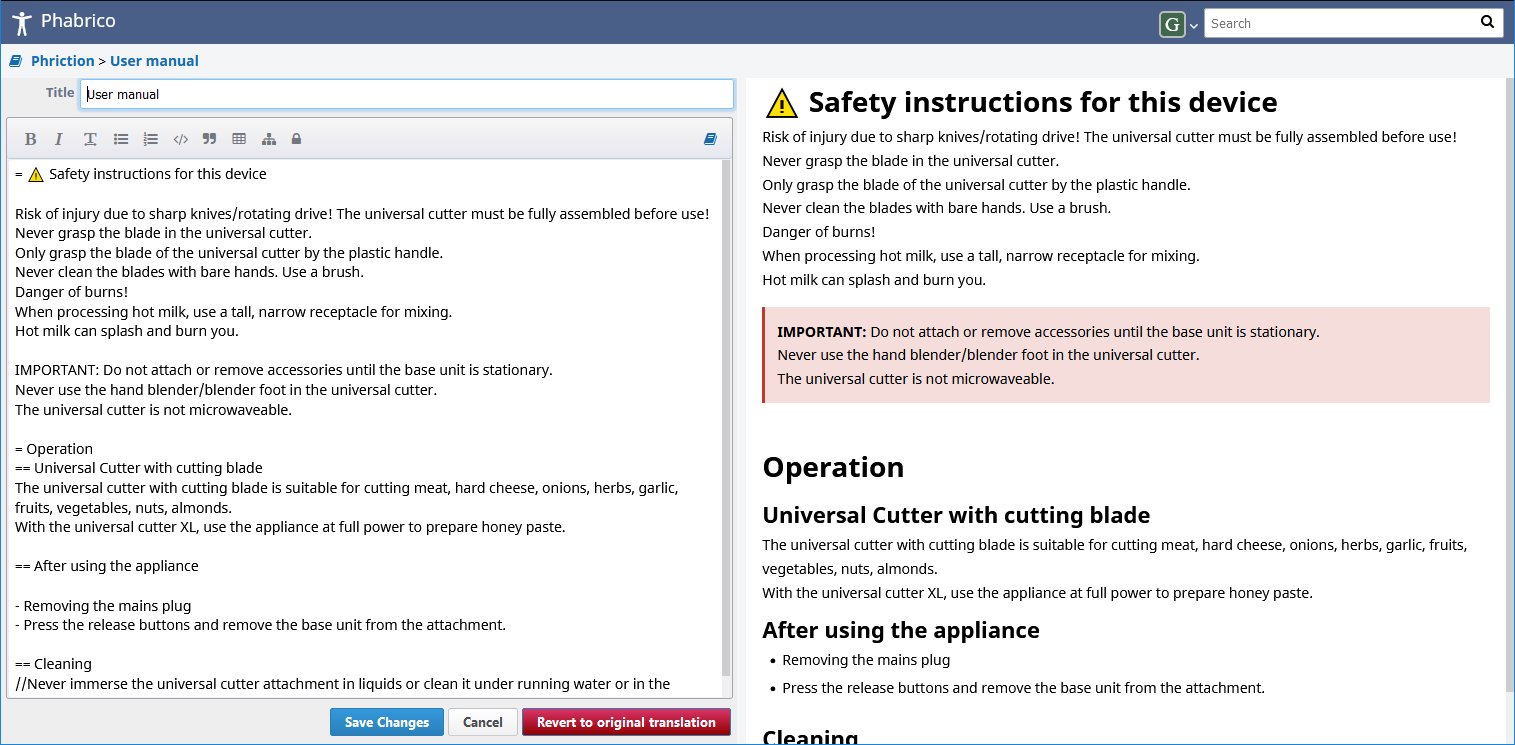 Phabrico
G
Search
Phriction > User manual
Title
User manual
B I T
= ⚠ Safety instructions for this device
Risk of injury due to sharp knives/rotating drive! The universal cutter must be fully assembled before use!
Never grasp the blade in the universal cutter.
Only grasp the blade of the universal cutter by the plastic handle.
Never clean the blades with bare hands. Use a brush.
Danger of burns!
When processing hot milk, use a tall, narrow receptacle for mixing.
Hot milk can splash and burn you.
IMPORTANT: Do not attach or remove accessories until the base unit is stationary.
Never use the hand blender/blender foot in the universal cutter.
The universal cutter is not microwaveable.
= Operation
== Universal Cutter with cutting blade
The universal cutter with cutting blade is suitable for cutting meat, hard cheese, onions, herbs, garlic,
fruits, vegetables, nuts, almonds.
With the universal cutter XL, use the appliance at full power to prepare honey paste.
== After using the appliance
- Removing the mains plug
- Press the release buttons and remove the base unit from the attachment.
== Cleaning
//Never immerse the universal cutter attachment in liquids or clean it under running water or in the
Save Changes
Cancel
Revert to original translation
⚠ Safety instructions for this device
Risk of injury due to sharp knives/rotating drive! The universal cutter must be fully assembled before use!
Never grasp the blade in the universal cutter.
Only grasp the blade of the universal cutter by the plastic handle.
Never clean the blades with bare hands. Use a brush.
Danger of burns!
When processing hot milk, use a tall, narrow receptacle for mixing.
Hot milk can splash and burn you.
IMPORTANT: Do not attach or remove accessories until the base unit is stationary.
Never use the hand blender/blender foot in the universal cutter.
The universal cutter is not microwaveable.
Operation
Universal Cutter with cutting blade
The universal cutter with cutting blade is suitable for cutting meat, hard cheese, onions, herbs, garlic, fruits,
vegetables, nuts, almonds.
With the universal cutter XL, use the appliance at full power to prepare honey paste.
After using the appliance
• Removing the mains plug
• Press the release buttons and remove the base unit from the attachment.
Cleaning